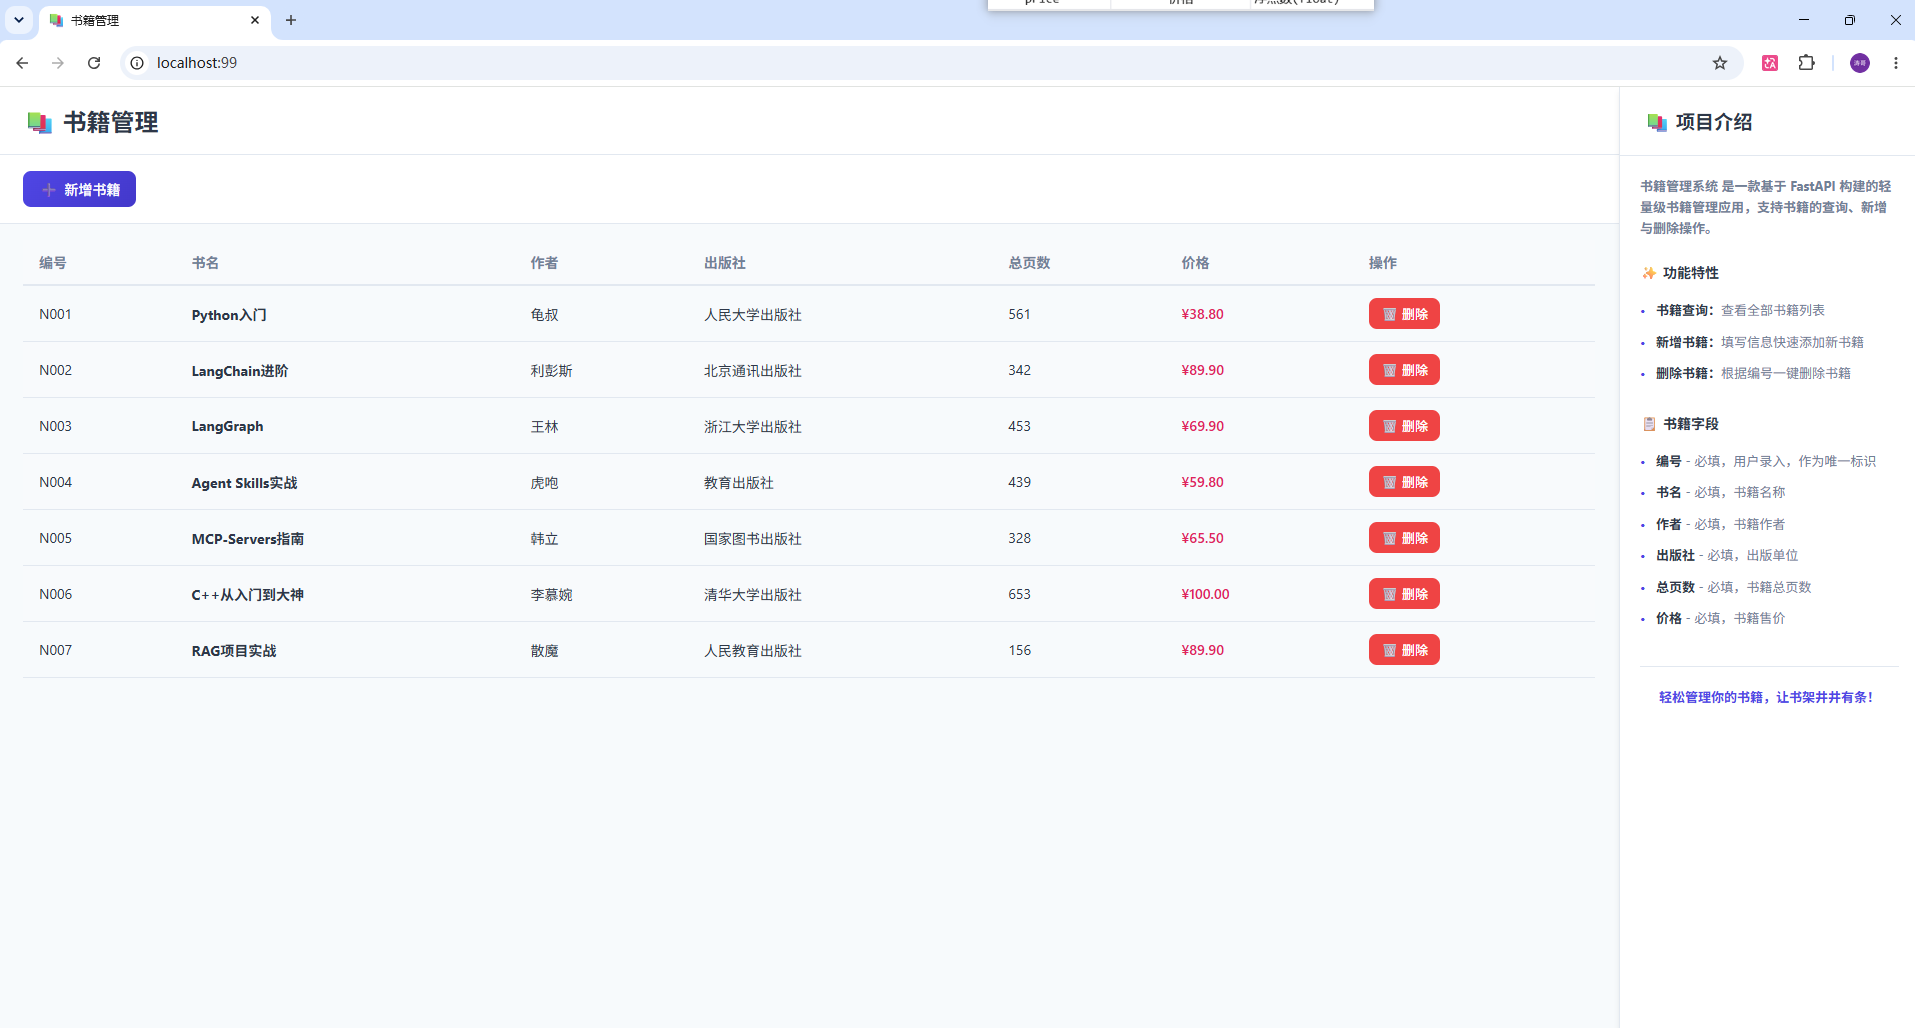 书籍管理
price 价格 浮点数(float)
localhost:99
书籍管理
新增书籍
编号 书名 作者 出版社 总页数 价格 操作
N001 Python入门 龟叔 人民大学出版社 561 ¥38.80 删除
N002 LangChain进阶 利彭斯 北京通讯出版社 342 ¥89.90 删除
N003 LangGraph 王林 浙江大学出版社 453 ¥69.90 删除
N004 Agent Skills实战 虎咆 教育出版社 439 ¥59.80 删除
N005 MCP-Servers指南 韩立 国家图书出版社 328 ¥65.50 删除
N006 C++从入门到大神 李慕婉 清华大学出版社 653 ¥100.00 删除
N007 RAG项目实战 散魔 人民教育出版社 156 ¥89.90 删除
项目介绍
书籍管理系统 是一款基于 FastAPI 构建的轻
量级书籍管理应用，支持书籍的查询、新增
与删除操作。
功能特性
• 书籍查询：查看全部书籍列表
• 新增书籍：填写信息快速添加新书籍
• 删除书籍：根据编号一键删除书籍
书籍字段
• 编号 - 必填，用户录入，作为唯一标识
• 书名 - 必填，书籍名称
• 作者 - 必填，书籍作者
• 出版社 - 必填，出版单位
• 总页数 - 必填，书籍总页数
• 价格 - 必填，书籍售价
轻松管理你的书籍，让书架井井有条！